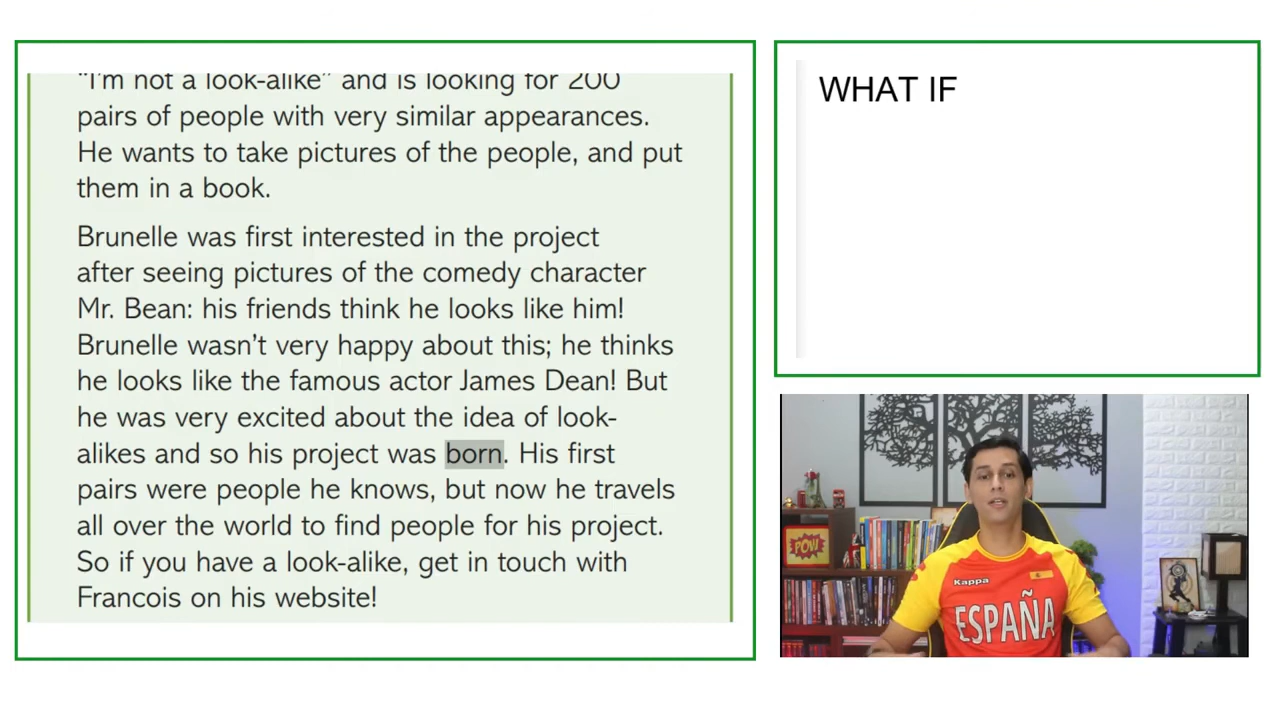 "I'm not a look-alike" and is looking for 200
pairs of people with very similar appearances.
He wants to take pictures of the people, and put
them in a book.
Brunelle was first interested in the project
after seeing pictures of the comedy character
Mr. Bean: his friends think he looks like him!
Brunelle wasn't very happy about this; he thinks
he looks like the famous actor James Dean! But
he was very excited about the idea of look-
alikes and so his project was born. His first
pairs were people he knows, but now he travels
all over the world to find people for his project.
So if you have a look-alike, get in touch with
Francois on his website!
WHAT IF
POW
Kappa
ESPAÑA